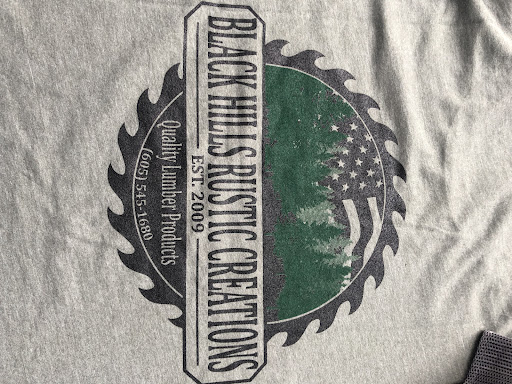 BLACK HILLS RUSTIC CREATIONS
EST. 2009
Quality Lumber Products
(605) 545-1680